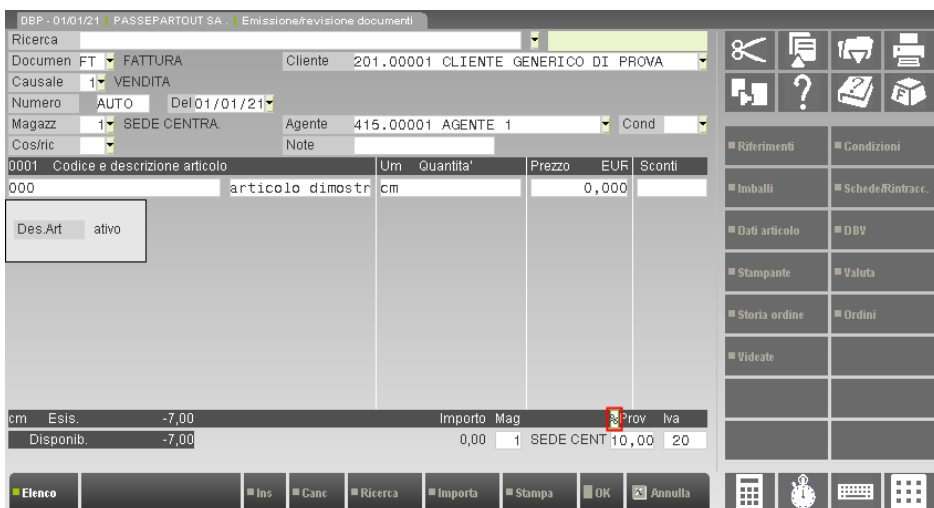 DBP - 01/01/21 PASSEPARTOUT SA . Emissione/revisione documenti
Ricerca
Documen FT FATTURA Cliente 201.00001 CLIENTE GENERICO DI PROVA
Causale 1 VENDITA
Numero AUTO Del 01/01/21
Magazz 1 SEDE CENTRA. Agente 415.00001 AGENTE 1 Cond
Cos/ric Note
0001 Codice e descrizione articolo Um Quantita' Prezzo EUR Sconti
000 articolo dimostr cm 0,000
Des.Art ativo
cm Esis. -7,00 Importo Mag % Prov Iva
Disponib. -7,00 0,00 1 SEDE CENT 10,00 20
Elenco Ins Canc Ricerca Importa Stampa OK Annulla
F
Riferimenti Condizioni
Imballi Schede/Rintracc.
Dati articolo DBV
Stampante Valuta
Storia ordine Ordini
Videate